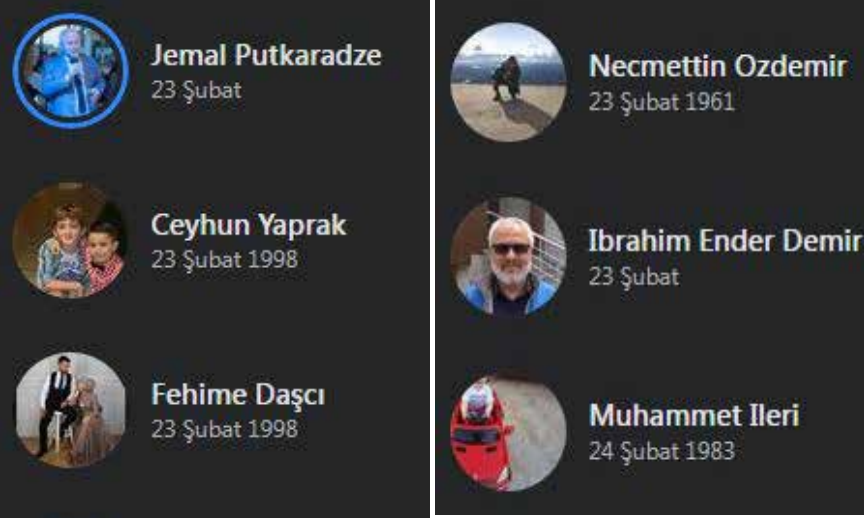 Jemal Putkaradze
23 Şubat
Ceyhun Yaprak
23 Şubat 1998
Fehime Daşcı
23 Şubat 1998
Necmettin Ozdemir
23 Şubat 1961
Ibrahim Ender Demir
23 Şubat
Muhammet Ileri
24 Şubat 1983